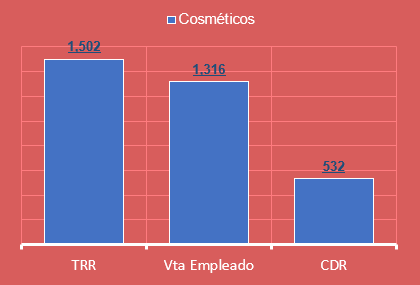 Cosméticos
1,502
1,316
532
TRR
Vta Empleado
CDR